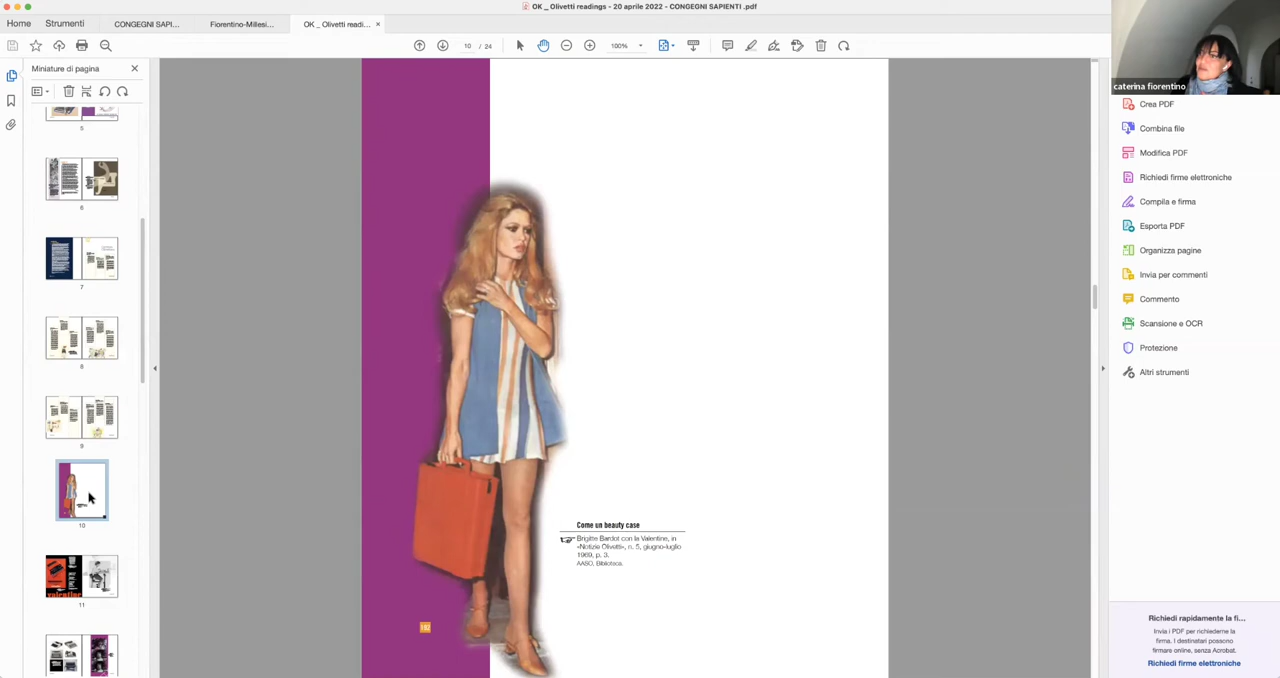 OK _ Olivetti readings - 20 aprile 2022 - CONGEGNI SAPIENTI .pdf
Home
Strumenti
CONGEGNI SAPI...
Fiorentino-Millesi...
OK _ Olivetti readi...
10 / 24
100%
Miniature di pagina
5
6
7
8
9
10
11
Come un beauty case
Brigitte Bardot con la Valentine, in
«Notizie Olivetti», n. 5, giugno-luglio
1969, p. 3.
AASO, Biblioteca.
192
valentine
caterina fiorentino
Crea PDF
Combina file
Modifica PDF
Richiedi firme elettroniche
Compila e firma
Esporta PDF
Organizza pagine
Invia per commenti
Commento
Scansione e OCR
Protezione
Altri strumenti
Richiedi rapidamente la fi...
Invia i PDF per richiederne la
firma. I destinatari possono
firmare online, senza Acrobat.
Richiedi firme elettroniche